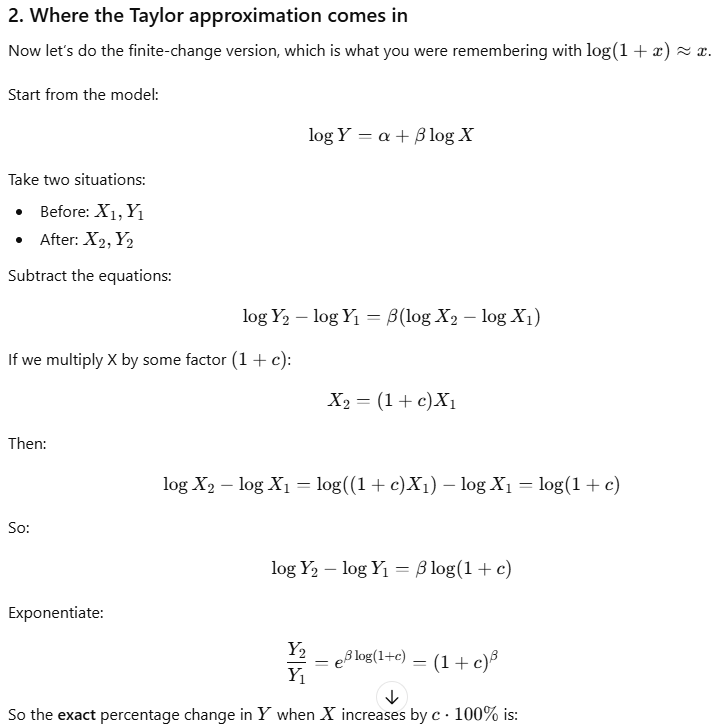 2. Where the Taylor approximation comes in
Now let's do the finite-change version, which is what you were remembering with log(1 + x) ≈ x.
Start from the model:
log Y = α + β log X
Take two situations:
• Before: X₁, Y₁
• After: X₂, Y₂
Subtract the equations:
log Y₂ − log Y₁ = β(log X₂ − log X₁)
If we multiply X by some factor (1 + c):
X₂ = (1 + c)X₁
Then:
log X₂ − log X₁ = log((1 + c)X₁) − log X₁ = log(1 + c)
So:
log Y₂ − log Y₁ = β log(1 + c)
Exponentiate:
Y₂/Y₁ = e^{β log(1+c)} = (1 + c)^β
So the exact percentage change in Y when X increases by c · 100% is: